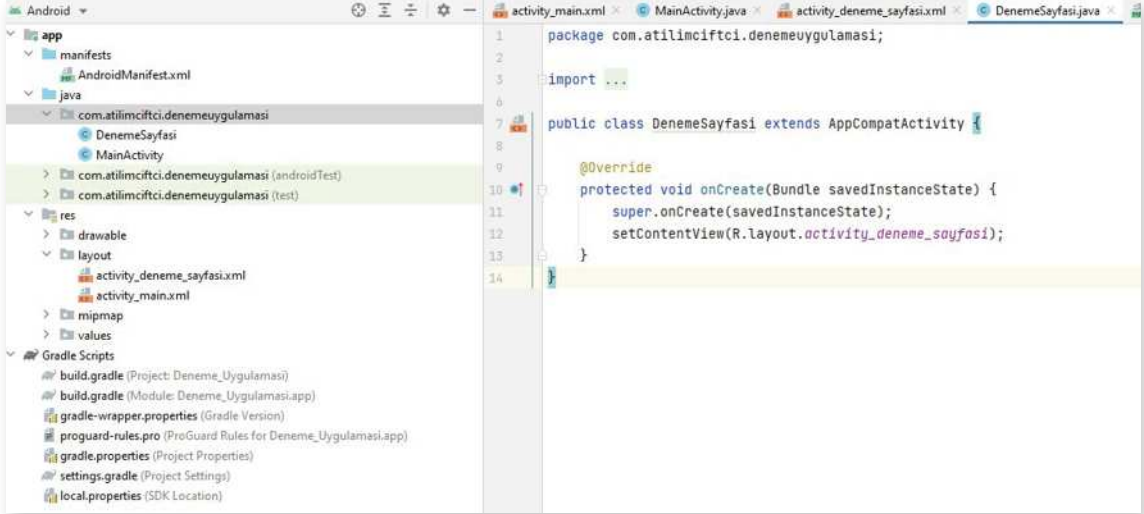 Android
app
manifests
AndroidManifest.xml
java
com.atilimciftci.denemeuygulamasi
DenemeSayfasi
MainActivity
com.atilimciftci.denemeuygulamasi (androidTest)
com.atilimciftci.denemeuygulamasi (test)
res
drawable
layout
activity_deneme_sayfasi.xml
activity_main.xml
mipmap
values
Gradle Scripts
build.gradle (Project: Deneme_Uygulamasi)
build.gradle (Module: Deneme_Uygulamasi.app)
gradle-wrapper.properties (Gradle Version)
proguard-rules.pro (ProGuard Rules for Deneme_Uygulamasi.app)
gradle.properties (Project Properties)
settings.gradle (Project Settings)
local.properties (SDK Location)
activity_main.xml MainActivity.java activity_deneme_sayfasi.xml DenemeSayfasi.java
1 package com.atilimciftci.denemeuygulamasi;
2
3 import ...
6
7 public class DenemeSayfasi extends AppCompatActivity {
8
9 @Override
10 protected void onCreate(Bundle savedInstanceState) {
11 super.onCreate(savedInstanceState);
12 setContentView(R.layout.activity_deneme_sayfasi);
13 }
14 }